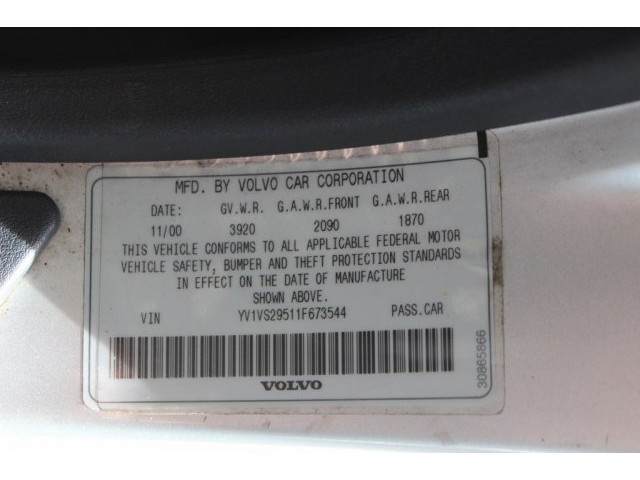 MFD. BY VOLVO CAR CORPORATION
DATE: GV.W.R. G.A.W.R.FRONT G.A.W.R.REAR
11/00 3920 2090 1870
THIS VEHICLE CONFORMS TO ALL APPLICABLE FEDERAL MOTOR
VEHICLE SAFETY, BUMPER AND THEFT PROTECTION STANDARDS
IN EFFECT ON THE DATE OF MANUFACTURE
SHOWN ABOVE.
VIN YV1VS29511F673544 PASS.CAR
VOLVO
30865866